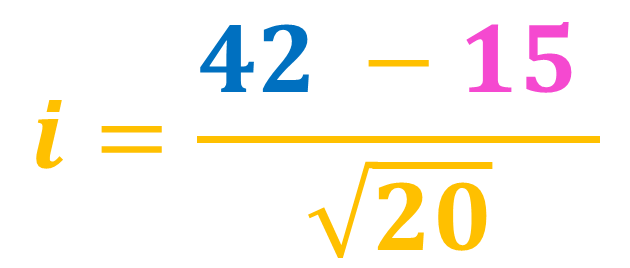 i = (42 − 15) / √20